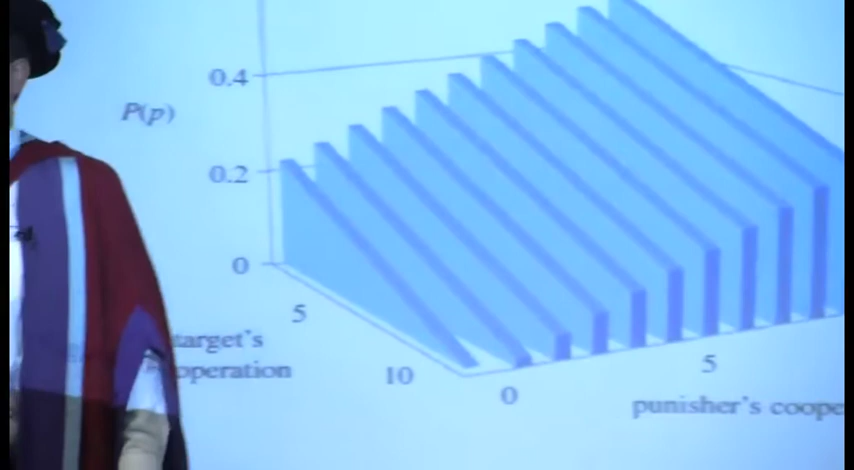 0.4
P(p)
0.2
0
5
target's
operation
10
0
5
punisher's coope